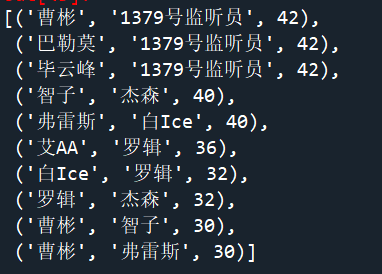 [('曹彬', '1379号监听员', 42),
('巴勒莫', '1379号监听员', 42),
('毕云峰', '1379号监听员', 42),
('智子', '杰森', 40),
('弗雷斯', '白Ice', 40),
('艾AA', '罗辑', 36),
('白Ice', '罗辑', 32),
('罗辑', '杰森', 32),
('曹彬', '智子', 30),
('曹彬', '弗雷斯', 30)]